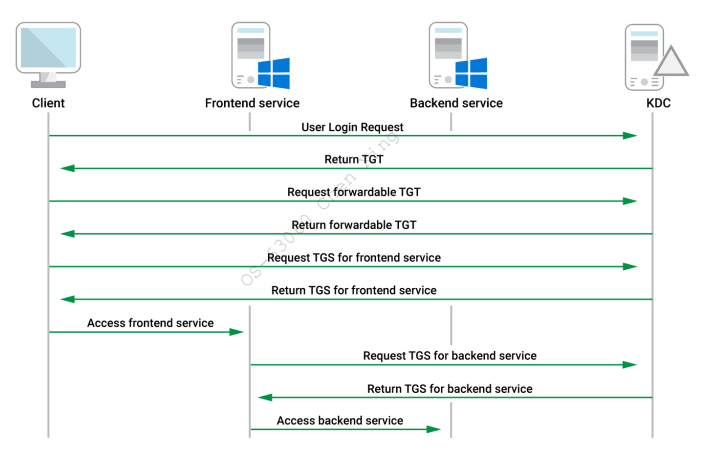 Client
Frontend service
Backend service
KDC
User Login Request
Return TGT
Request forwardable TGT
Return forwardable TGT
Request TGS for frontend service
Return TGS for frontend service
Access frontend service
Request TGS for backend service
Return TGS for backend service
Access backend service